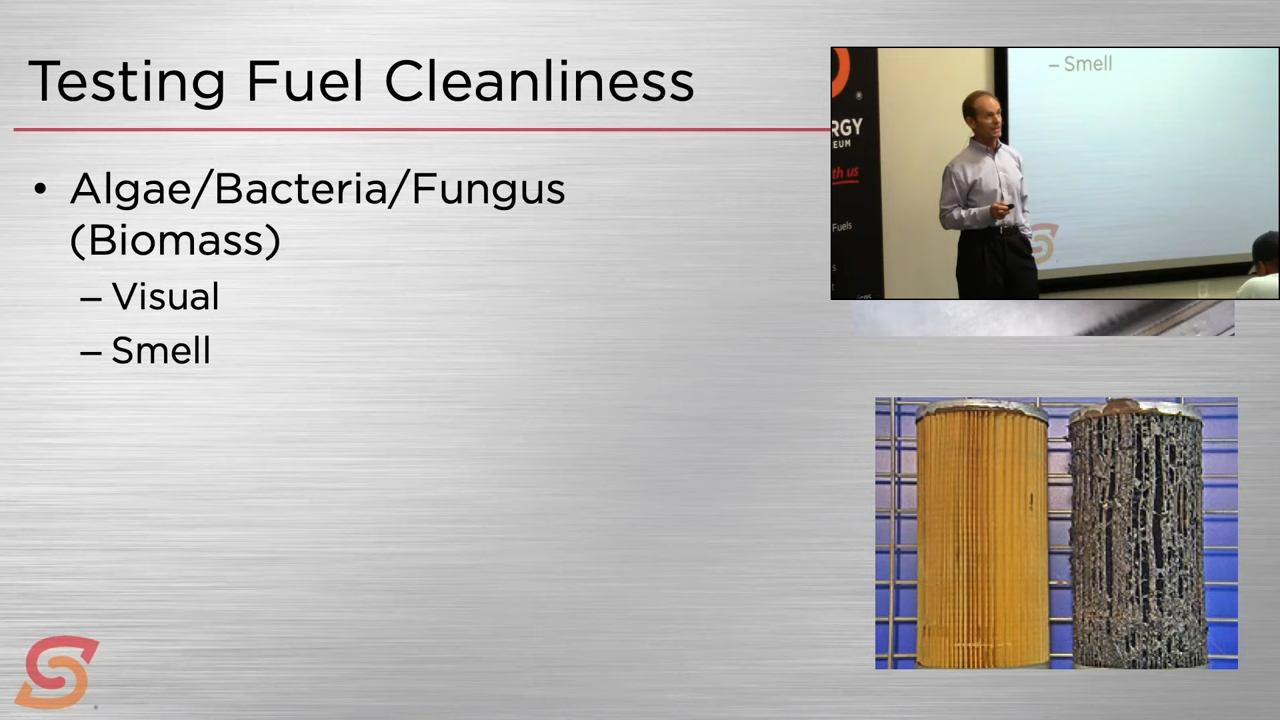 Testing Fuel Cleanliness
• Algae/Bacteria/Fungus
(Biomass)
– Visual
– Smell
– Smell
RGY
EUM
th us
Fuels